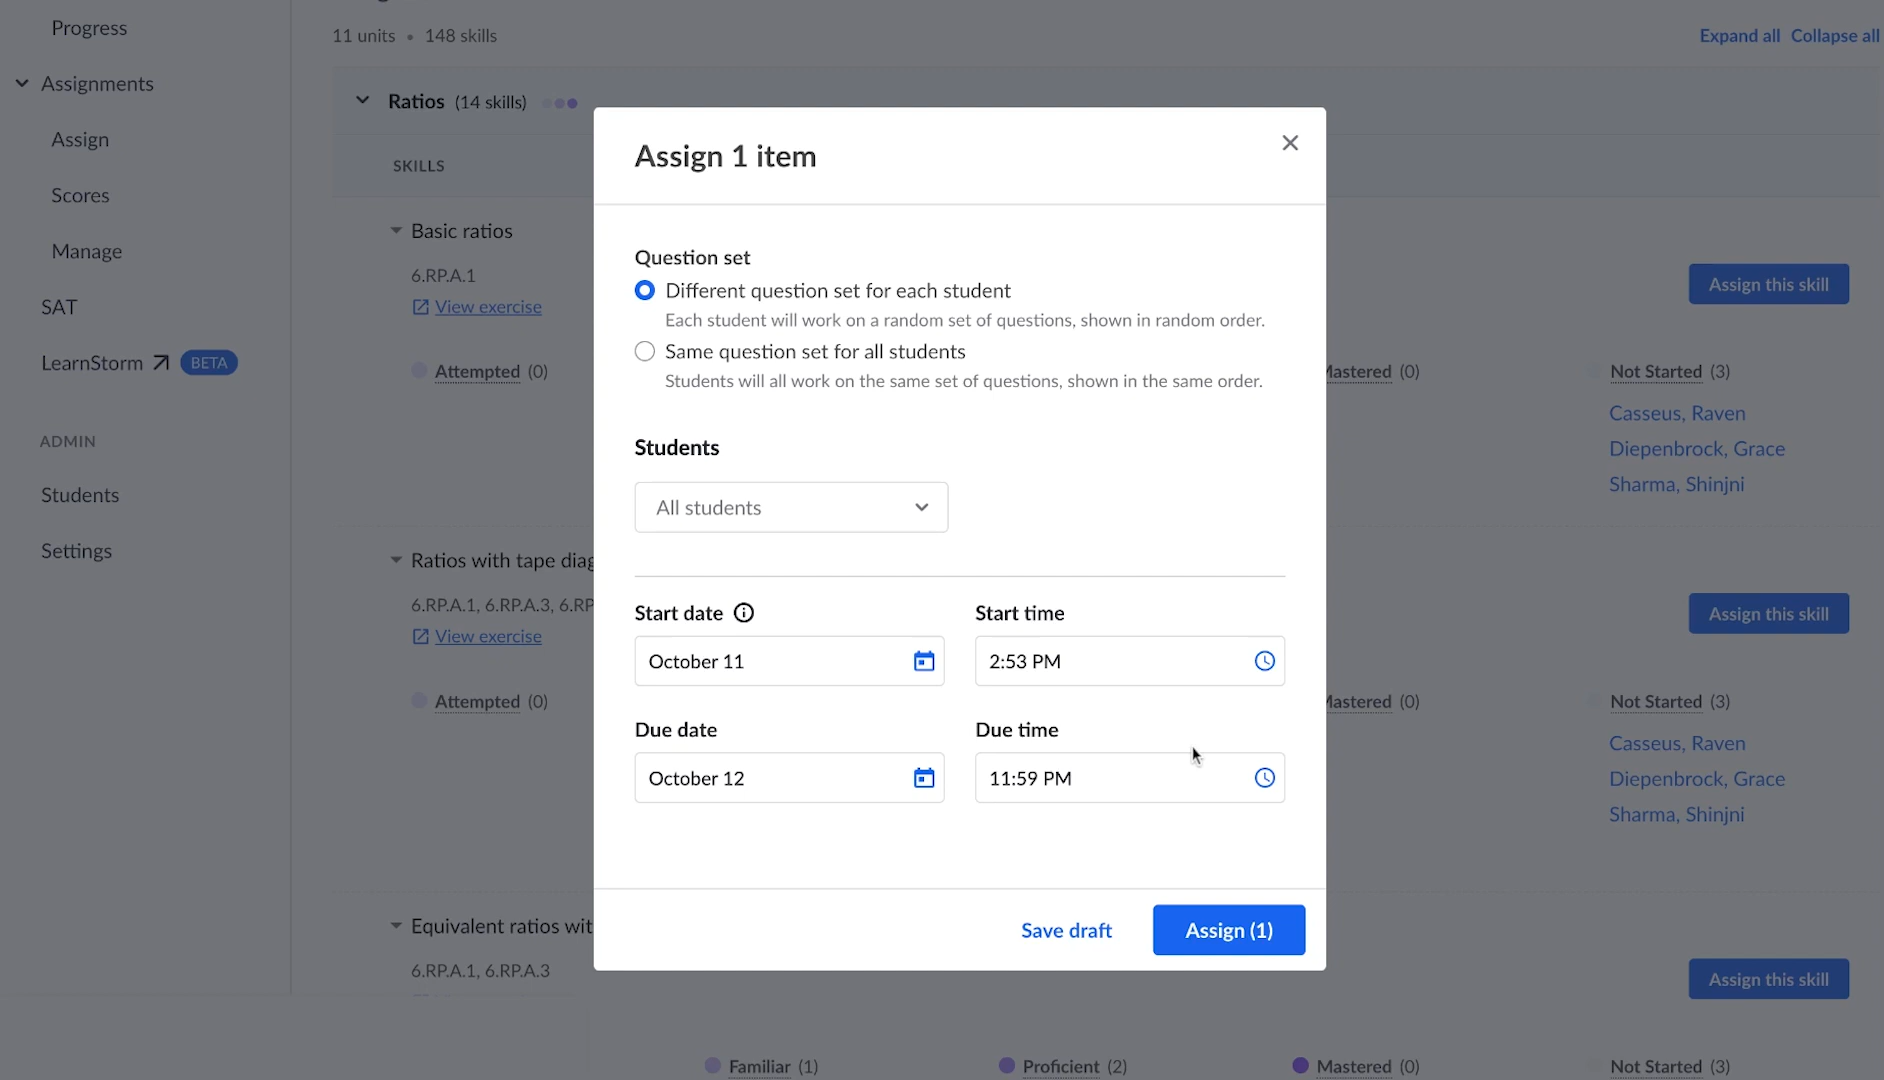 Progress
Assignments
Assign
Scores
Manage
SAT
LearnStorm BETA
ADMIN
Students
Settings
11 units • 148 skills
Expand all Collapse all
Ratios (14 skills)
SKILLS
Basic ratios
6.RP.A.1
View exercise
Assign this skill
Attempted (0)
Mastered (0)
Not Started (3)
Casseus, Raven
Diepenbrock, Grace
Sharma, Shinjni
Ratios with tape diag
6.RP.A.1, 6.RP.A.3, 6.RP
View exercise
Assign this skill
Attempted (0)
Mastered (0)
Not Started (3)
Casseus, Raven
Diepenbrock, Grace
Sharma, Shinjni
Equivalent ratios wit
6.RP.A.1, 6.RP.A.3
Assign this skill
Familiar (1)
Proficient (2)
Mastered (0)
Not Started (3)
Assign 1 item
Question set
Different question set for each student
Each student will work on a random set of questions, shown in random order.
Same question set for all students
Students will all work on the same set of questions, shown in the same order.
Students
All students
Start date
Start time
October 11
2:53 PM
Due date
Due time
October 12
11:59 PM
Save draft
Assign (1)